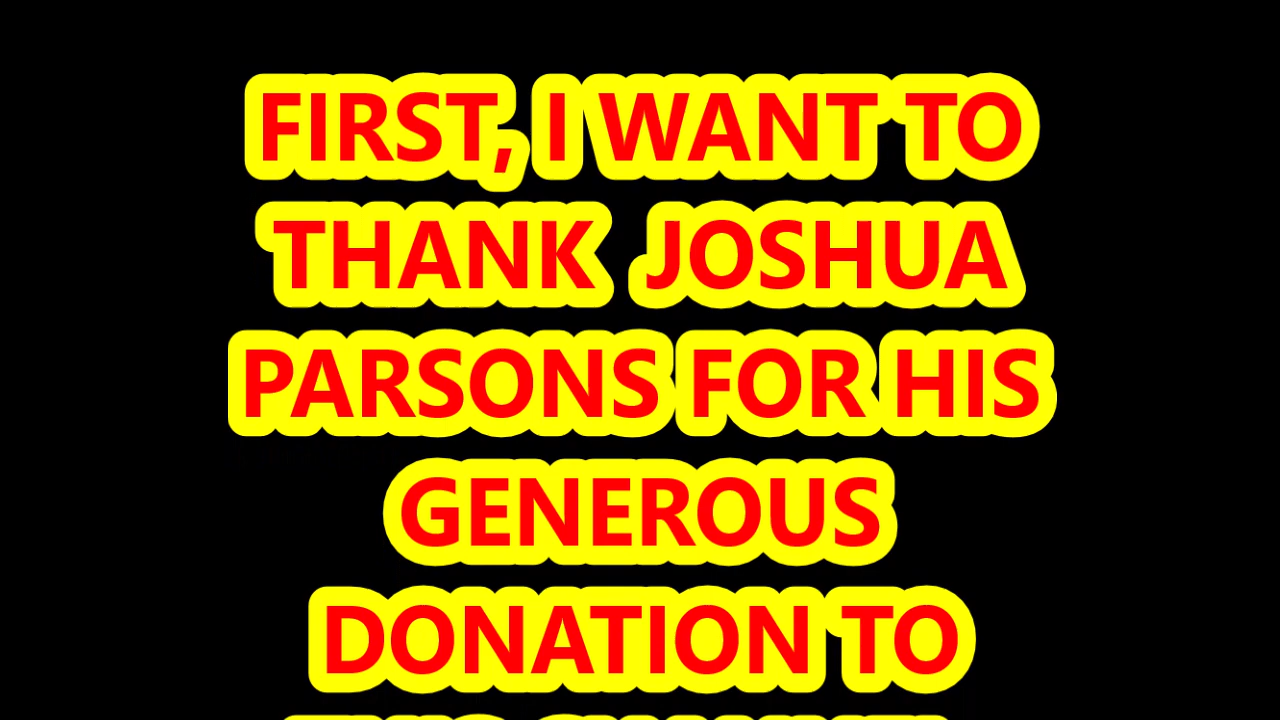 FIRST, I WANT TO
THANK  JOSHUA
PARSONS FOR HIS
GENEROUS
DONATION TO